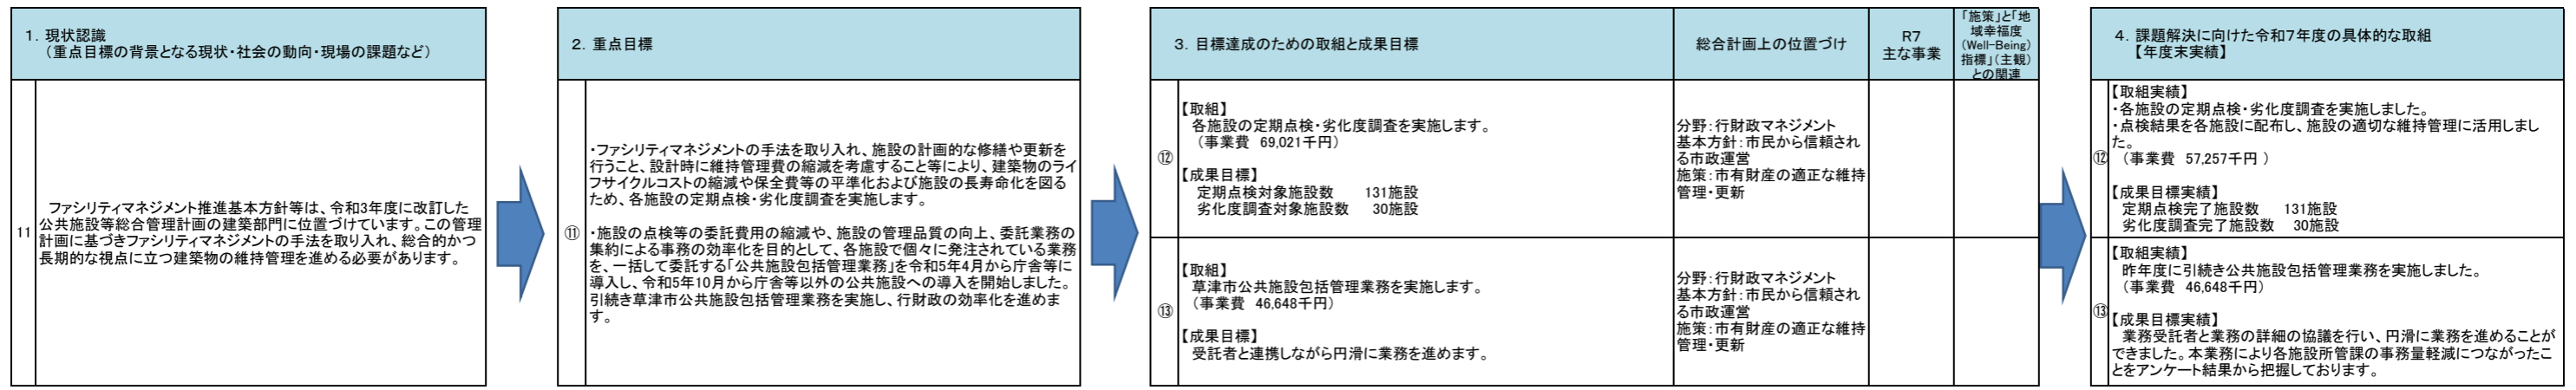 1．現状認識
（重点目標の背景となる現状・社会の動向・現場の課題など）
11
ファシリティマネジメント推進基本方針等は、令和3年度に改訂した
公共施設等総合管理計画の建築部門に位置づけています。この管理
計画に基づきファシリティマネジメントの手法を取り入れ、総合的かつ
長期的な視点に立つ建築物の維持管理を進める必要があります。
2．重点目標
⑪
・ファシリティマネジメントの手法を取り入れ、施設の計画的な修繕や更新を
行うこと、設計時に維持管理費の縮減を考慮すること等により、建築物のライ
フサイクルコストの縮減や保全費等の平準化および施設の長寿命化を図る
ため、各施設の定期点検・劣化度調査を実施します。
・施設の点検等の委託費用の縮減や、施設の管理品質の向上、委託業務の
集約による事務の効率化を目的として、各施設で個々に発注されている業務
を、一括して委託する「公共施設包括管理業務」を令和5年4月から庁舎等に
導入し、令和5年10月から庁舎等以外の公共施設への導入を開始しました。
引続き草津市公共施設包括管理業務を実施し、行財政の効率化を進めま
す。
3．目標達成のための取組と成果目標
総合計画上の位置づけ
R7
主な事業
「施策」と「地
域幸福度
（Well-Being）
指標」（主観）
との関連
⑫
【取組】
各施設の定期点検・劣化度調査を実施します。
（事業費　69,021千円）
【成果目標】
定期点検対象施設数　　131施設
劣化度調査対象施設数　　30施設
分野：行財政マネジメント
基本方針：市民から信頼され
る市政運営
施策：市有財産の適正な維持
管理・更新
⑬
【取組】
草津市公共施設包括管理業務を実施します。
（事業費　46,648千円）
【成果目標】
受託者と連携しながら円滑に業務を進めます。
分野：行財政マネジメント
基本方針：市民から信頼され
る市政運営
施策：市有財産の適正な維持
管理・更新
4．課題解決に向けた令和7年度の具体的な取組
【年度末実績】
⑫
【取組実績】
・各施設の定期点検・劣化度調査を実施しました。
・点検結果を各施設に配布し、施設の適切な維持管理に活用しまし
た。
（事業費　57,257千円 ）
【成果目標実績】
定期点検完了施設数　　131施設
劣化度調査完了施設数　　30施設
⑬
【取組実績】
昨年度に引続き公共施設包括管理業務を実施しました。
（事業費　46,648千円）
【成果目標実績】
業務受託者と業務の詳細の協議を行い、円滑に業務を進めることが
できました。本業務により各施設所管課の事務量軽減につながったこ
とをアンケート結果から把握しております。